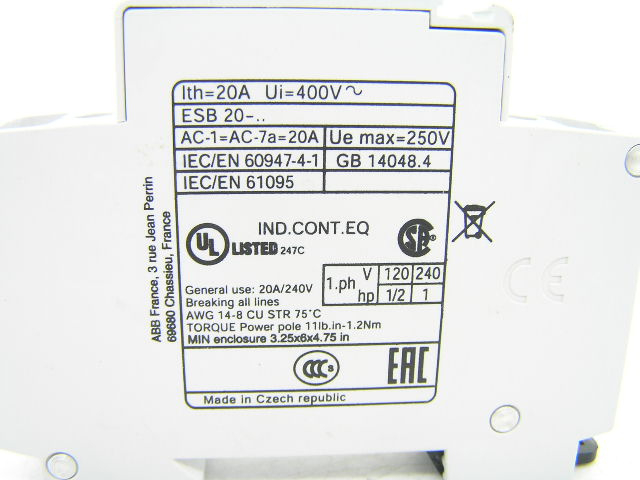 Ith=20A Ui=400V~
ESB 20-..
AC-1=AC-7a=20A Ue max=250V
IEC/EN 60947-4-1 GB 14048.4
IEC/EN 61095
IND.CONT.EQ
UL LISTED 247C
SA
General use: 20A/240V
Breaking all lines
1.ph V 120 240
hp 1/2 1
AWG 14-8 CU STR 75°C
TORQUE Power pole 11lb.in-1.2Nm
MIN enclosure 3.25x6x4.75 in
CCC S
EAC
Made in Czech republic
ABB France, 3 rue Jean Perrin
69680 Chassieu, France
CE